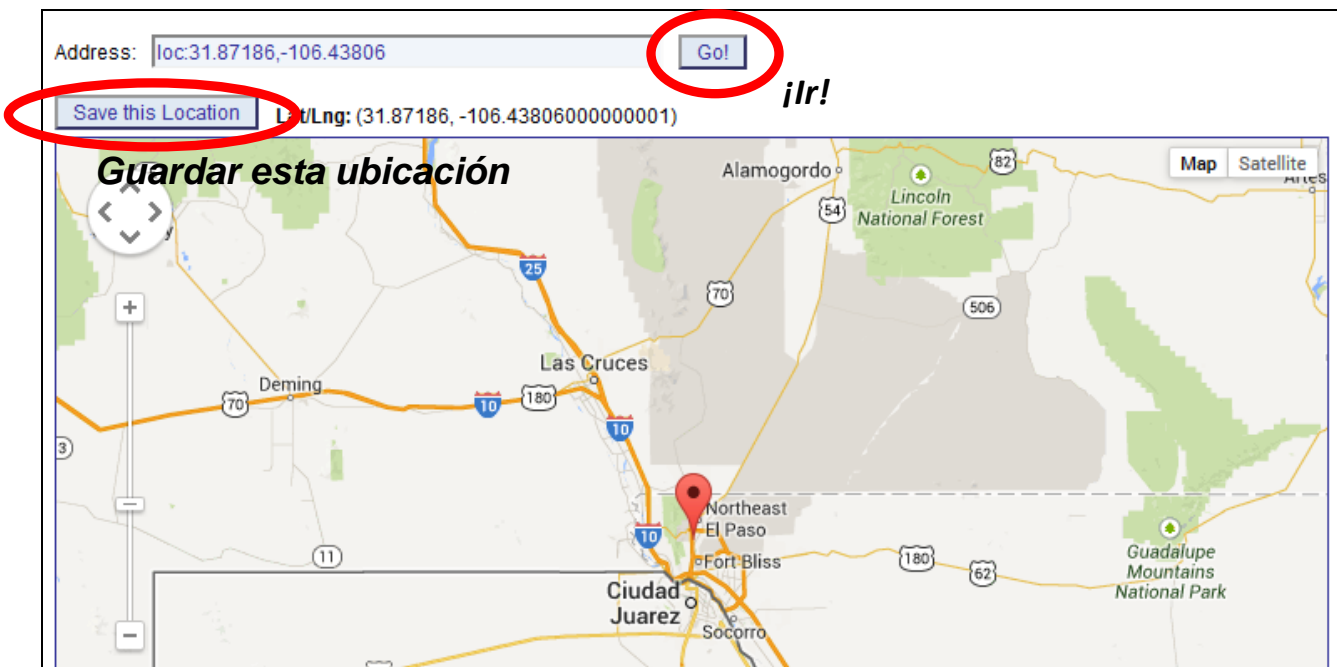 Address: loc:31.87186,-106.43806 Go!
¡Ir!
Save this Location Lat/Lng: (31.87186, -106.43806000000001)
Guardar esta ubicación
Alamogordo
82
Map Satellite
Lincoln
National Forest
54
25
70
506
Las Cruces
Deming
70
10
180
10
3
Northeast
El Paso
10
11
Fort Bliss
180
62
Guadalupe
Mountains
National Park
Ciudad
Juarez
Socorro